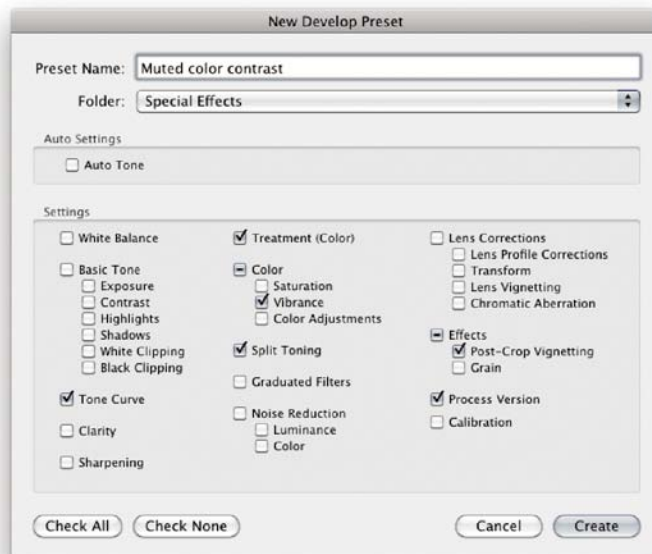 New Develop Preset
Preset Name: Muted color contrast
Folder: Special Effects
Auto Settings
Auto Tone
Settings
White Balance
Basic Tone
Exposure
Contrast
Highlights
Shadows
White Clipping
Black Clipping
Tone Curve
Clarity
Sharpening
Treatment (Color)
Color
Saturation
Vibrance
Color Adjustments
Split Toning
Graduated Filters
Noise Reduction
Luminance
Color
Lens Corrections
Lens Profile Corrections
Transform
Lens Vignetting
Chromatic Aberration
Effects
Post-Crop Vignetting
Grain
Process Version
Calibration
Check All Check None Cancel Create